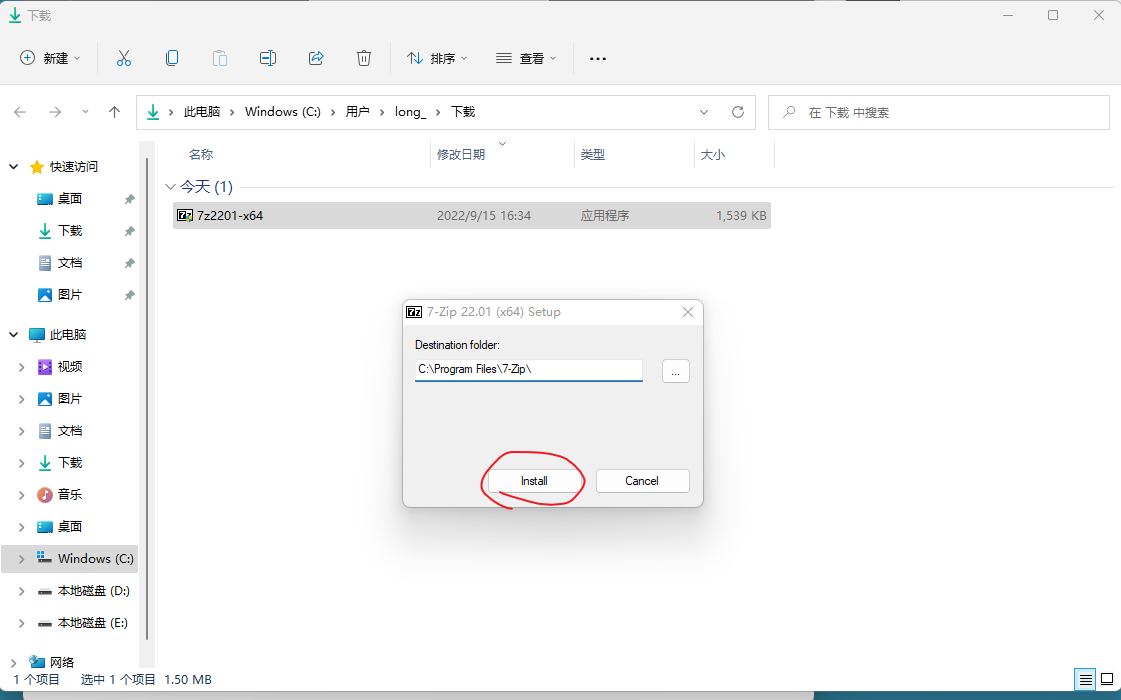 下载
新建
排序
查看
此电脑 Windows (C:) 用户 long_ 下载
在 下载 中搜索
名称 修改日期 类型 大小
今天 (1)
7z2201-x64 2022/9/15 16:34 应用程序 1,539 KB
快速访问
桌面
下载
文档
图片
此电脑
视频
图片
文档
下载
音乐
桌面
Windows (C:)
本地磁盘 (D:)
本地磁盘 (E:)
网络
7-Zip 22.01 (x64) Setup
Destination folder:
C:\Program Files\7-Zip\
...
Install
Cancel
1 个项目 选中 1 个项目 1.50 MB